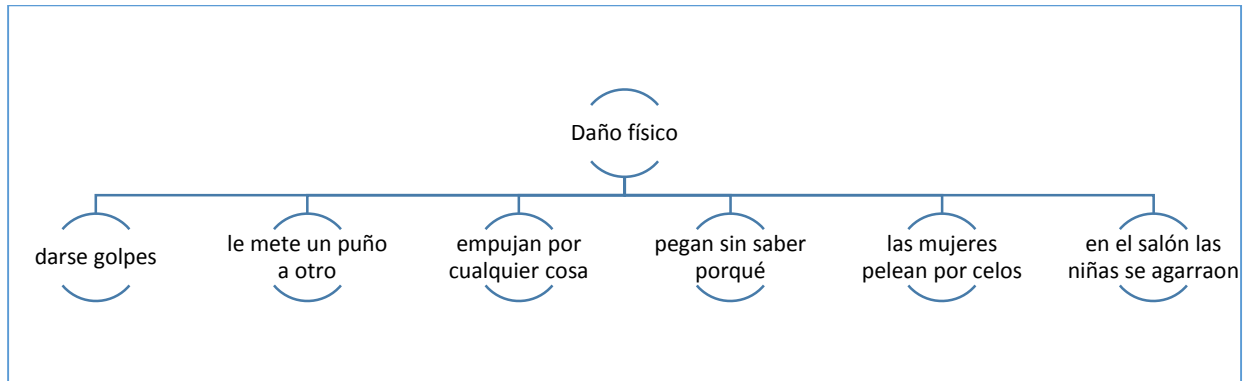 Daño físico
darse golpes
le mete un puño
a otro
empujan por
cualquier cosa
pegan sin saber
porqué
las mujeres
pelean por celos
en el salón las
niñas se agarraon